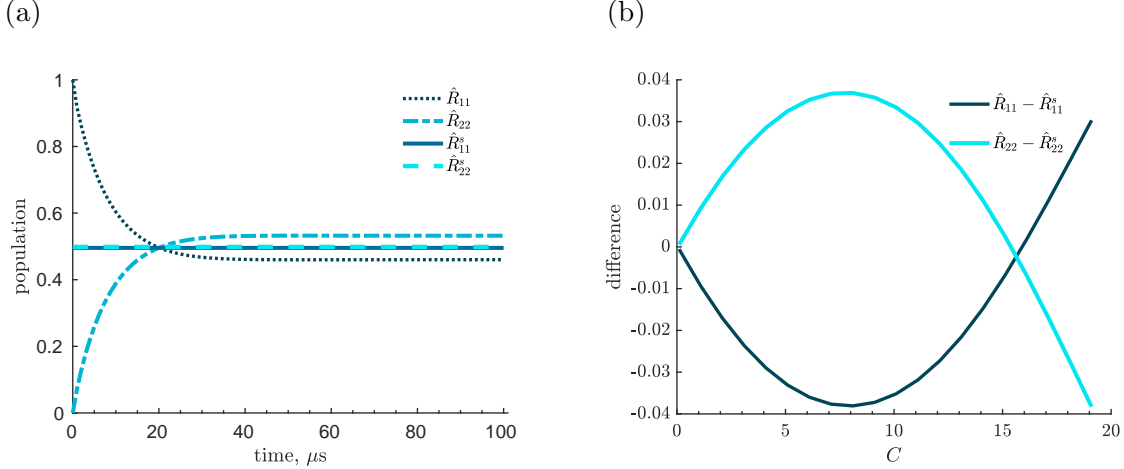 (a)
(b)
1
0.8
0.6
0.4
0.2
0
population
0 20 40 60 80 100
time, μs
R̂₁₁
R̂₂₂
R̂ˢ₁₁
R̂ˢ₂₂
0.04
0.03
0.02
0.01
0
-0.01
-0.02
-0.03
-0.04
difference
0 5 10 15 20
C
R̂₁₁ − R̂ˢ₁₁
R̂₂₂ − R̂ˢ₂₂